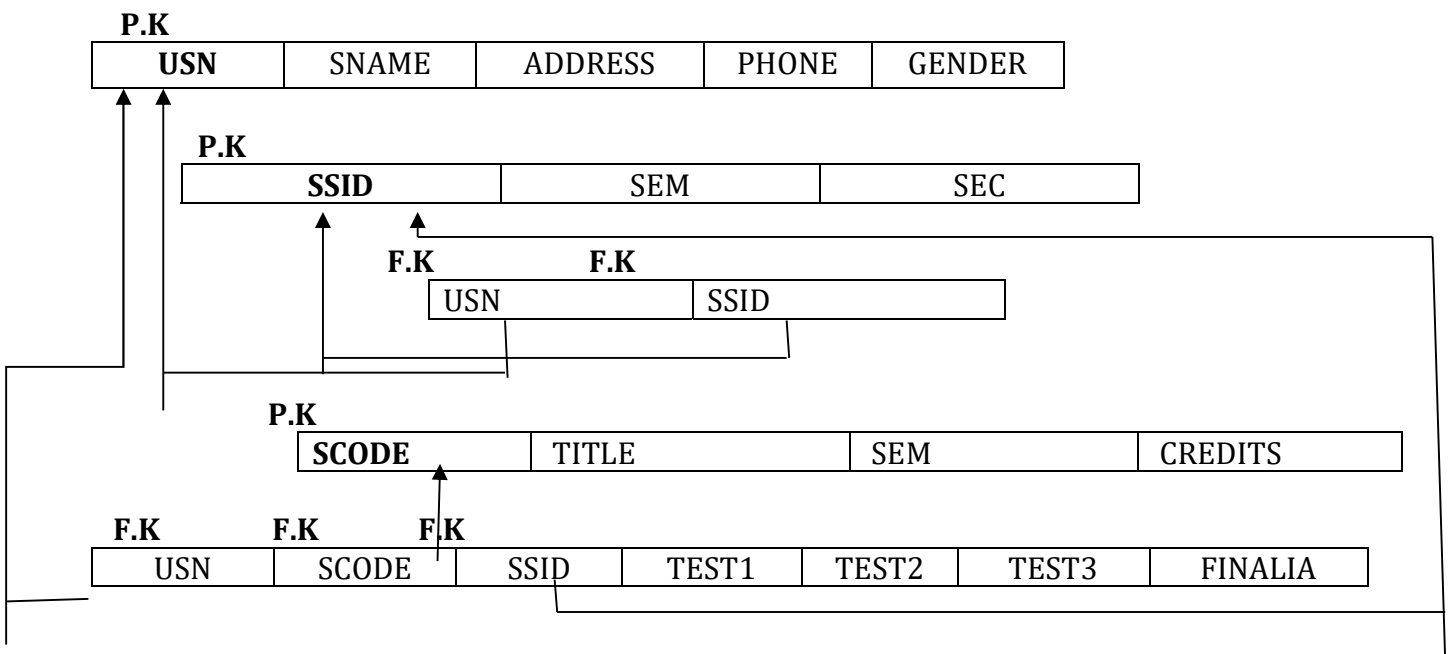 P.K
USN SNAME ADDRESS PHONE GENDER
P.K
SSID SEM SEC
F.K F.K
USN SSID
P.K
SCODE TITLE SEM CREDITS
F.K F.K F.K
USN SCODE SSID TEST1 TEST2 TEST3 FINALIA